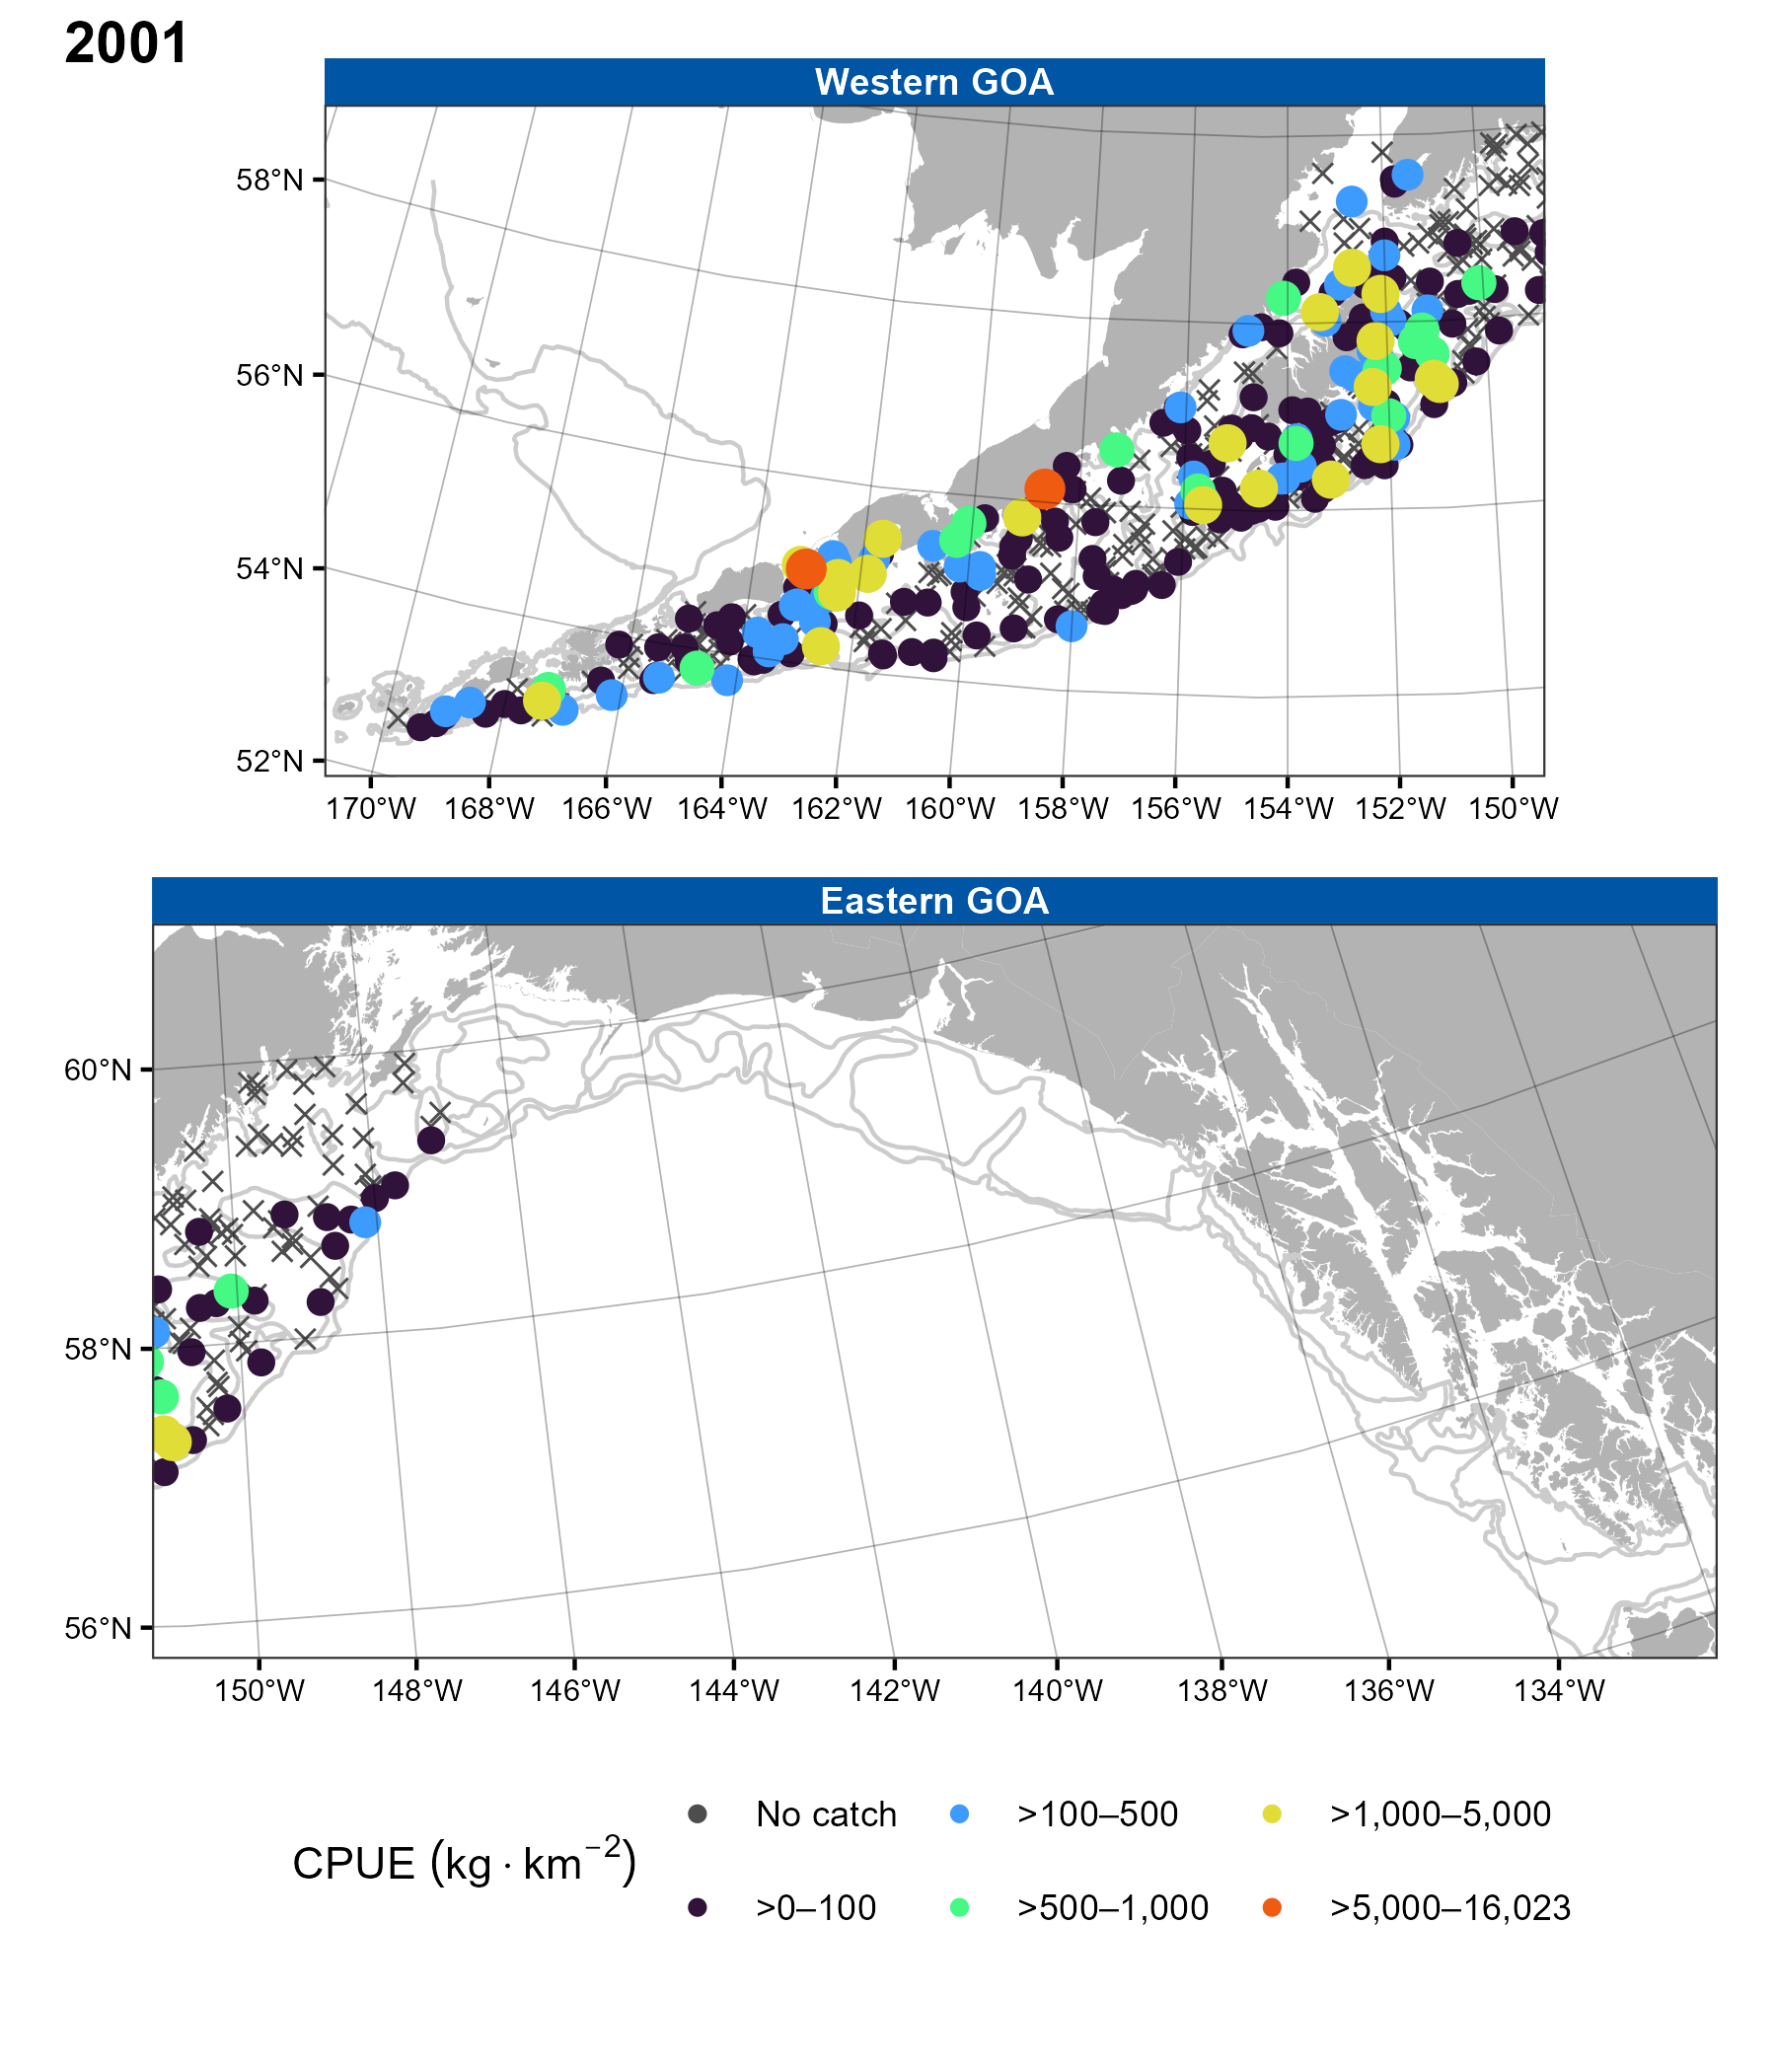 2001
Western GOA
58°N
56°N
54°N
52°N
170°W 168°W 166°W 164°W 162°W 160°W 158°W 156°W 154°W 152°W 150°W
Eastern GOA
60°N
58°N
56°N
150°W 148°W 146°W 144°W 142°W 140°W 138°W 136°W 134°W
CPUE (kg · km⁻²)
No catch >100–500 >1,000–5,000
>0–100 >500–1,000 >5,000–16,023